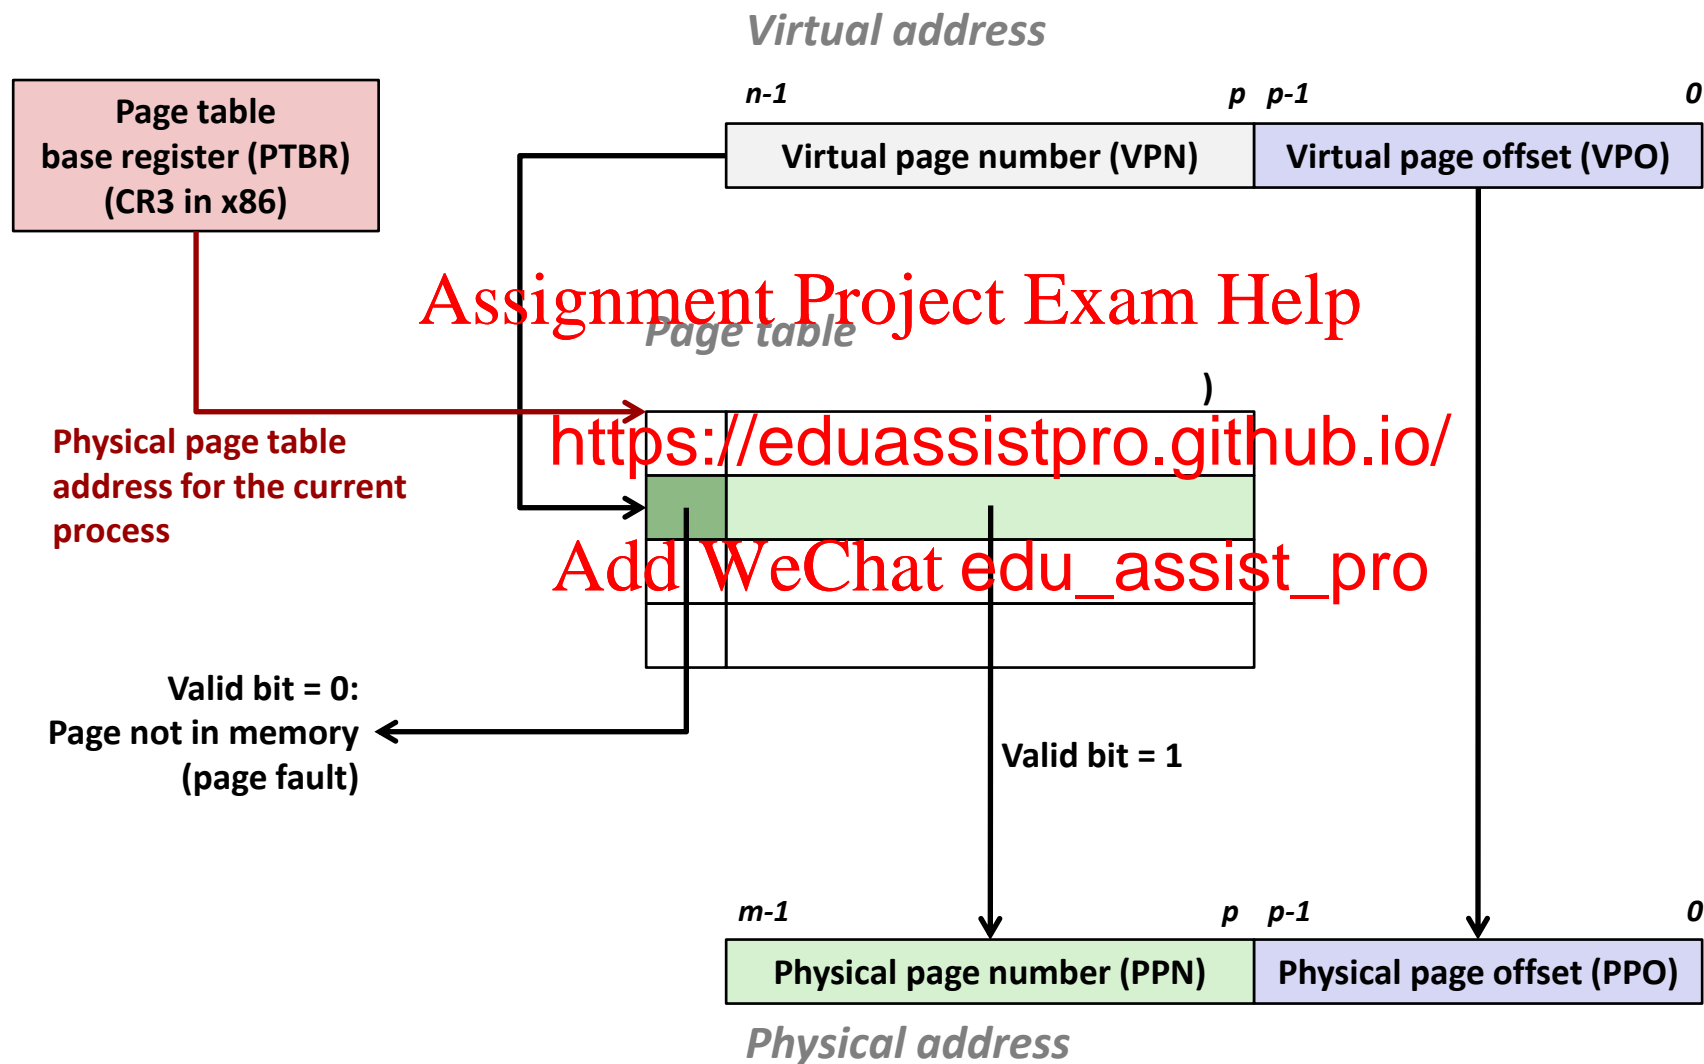 Virtual address
n-1 p p-1 0
Page table
base register (PTBR)
(CR3 in x86)
Virtual page number (VPN) Virtual page offset (VPO)
Assignment Project Exam Help
Page table
)
https://eduassistpro.github.io/
Physical page table
address for the current
process
Add WeChat edu_assist_pro
Valid bit = 0:
Page not in memory
(page fault)
Valid bit = 1
m-1 p p-1 0
Physical page number (PPN) Physical page offset (PPO)
Physical address